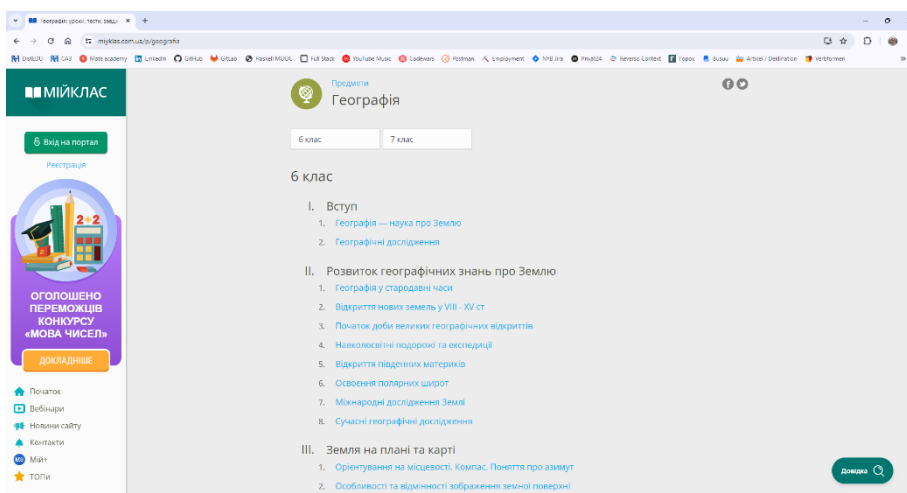 Географія: уроки, тести, завда
miyklas.com.ua/p/geografia
DistEDU
CA3
Mate academy
LinkedIn
GitHub
GitLab
Haskell MOOC
Full Stack
YouTube Music
Codewars
Postman
Employment
NYB Jira
Privat24
Reverso Context
Горох
Busuu
Artikel / Deklination
Verbformen
МІЙКЛАС
Вхід на портал
Реєстрація
2+2
ОГОЛОШЕНО
ПЕРЕМОЖЦІВ
КОНКУРСУ
«МОВА ЧИСЕЛ»
ДОКЛАДНІШЕ
Початок
Вебінари
Новини сайту
Контакти
Мій+
ТОПи
Предмети
Географія
6 клас
7 клас
6 клас
I. Вступ
1. Географія — наука про Землю
2. Географічні дослідження
II. Розвиток географічних знань про Землю
1. Географія у стародавні часи
2. Відкриття нових земель у VIII - XV ст
3. Початок доби великих географічних відкриттів
4. Навколосвітні подорожі та експедиції
5. Відкриття південних материків
6. Освоєння полярних широт
7. Міжнародні дослідження Землі
8. Сучасні географічні дослідження
III. Земля на плані та карті
1. Орієнтування на місцевості. Компас. Поняття про азимут
2. Особливості та відмінності зображення земної поверхні
Довідка